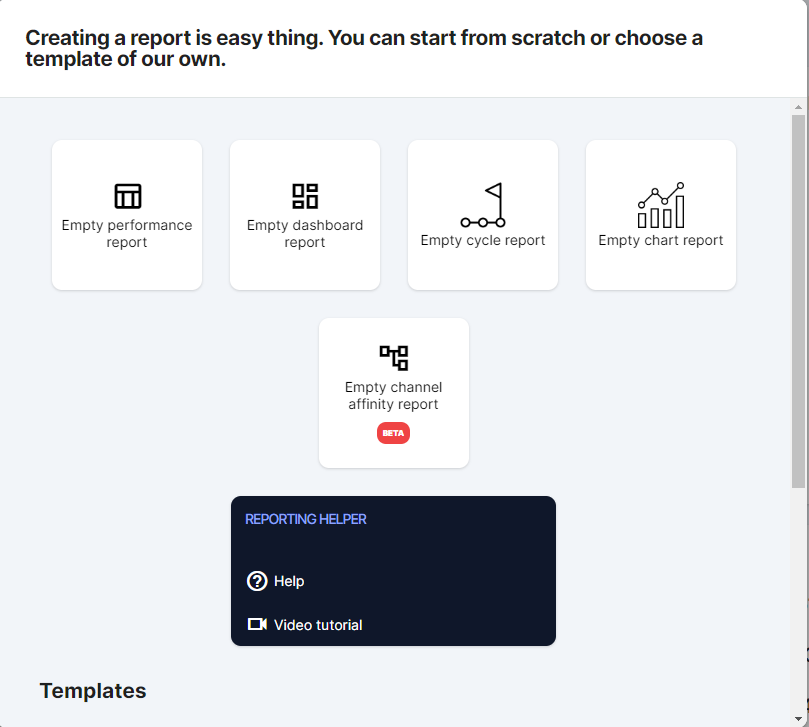 Creating a report is easy thing. You can start from scratch or choose a
template of our own.
Empty performance
report
Empty dashboard
report
Empty cycle report
Empty chart report
Empty channel
affinity report
BETA
REPORTING HELPER
Help
Video tutorial
Templates